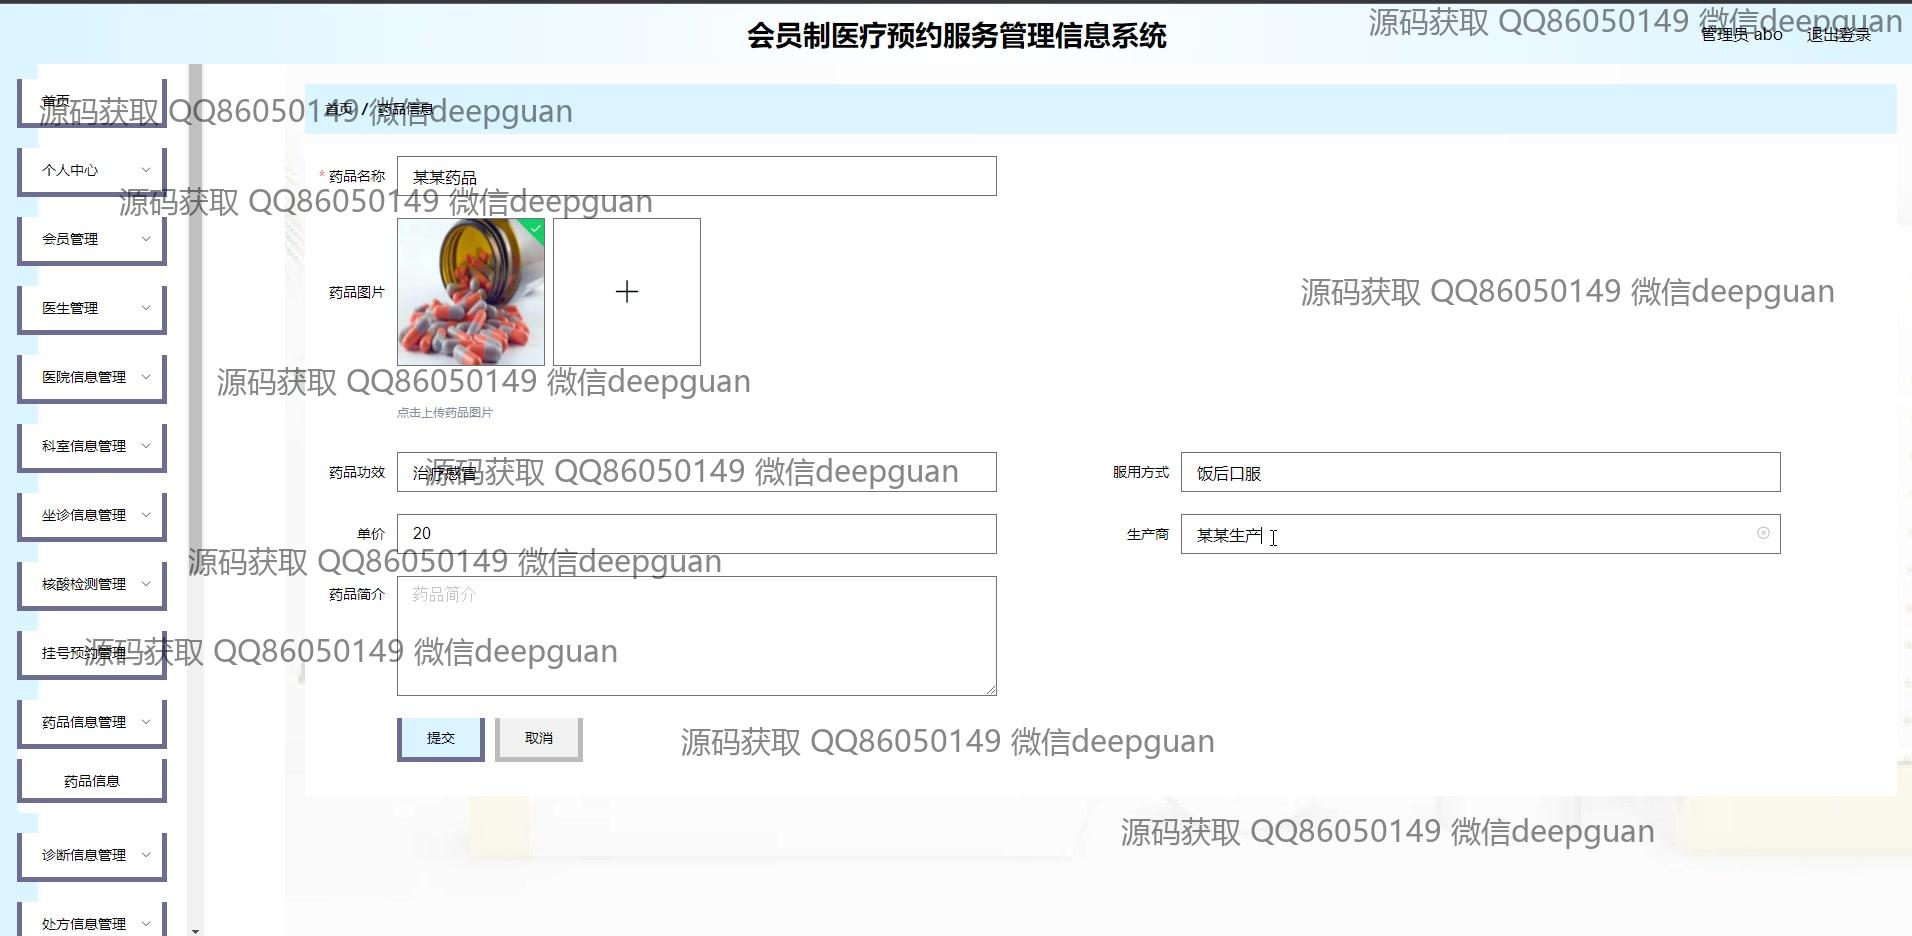 会员制医疗预约服务管理信息系统
源码获取 QQ86050149 微信deepguan
管理员 abo 退出登录
首页
首页 / 药品信息
源码获取 QQ86050149 微信deepguan
个人中心
* 药品名称 某某药品
源码获取 QQ86050149 微信deepguan
会员管理
药品图片
源码获取 QQ86050149 微信deepguan
医生管理
医院信息管理
源码获取 QQ86050149 微信deepguan
点击上传药品图片
科室信息管理
药品功效 治疗感冒
源码获取 QQ86050149 微信deepguan
服用方式 饭后口服
坐诊信息管理
单价 20
生产商 某某生产
源码获取 QQ86050149 微信deepguan
核酸检测管理
药品简介 药品简介
挂号预约管理
源码获取 QQ86050149 微信deepguan
药品信息管理
提交
取消
源码获取 QQ86050149 微信deepguan
药品信息
源码获取 QQ86050149 微信deepguan
诊断信息管理
处方信息管理